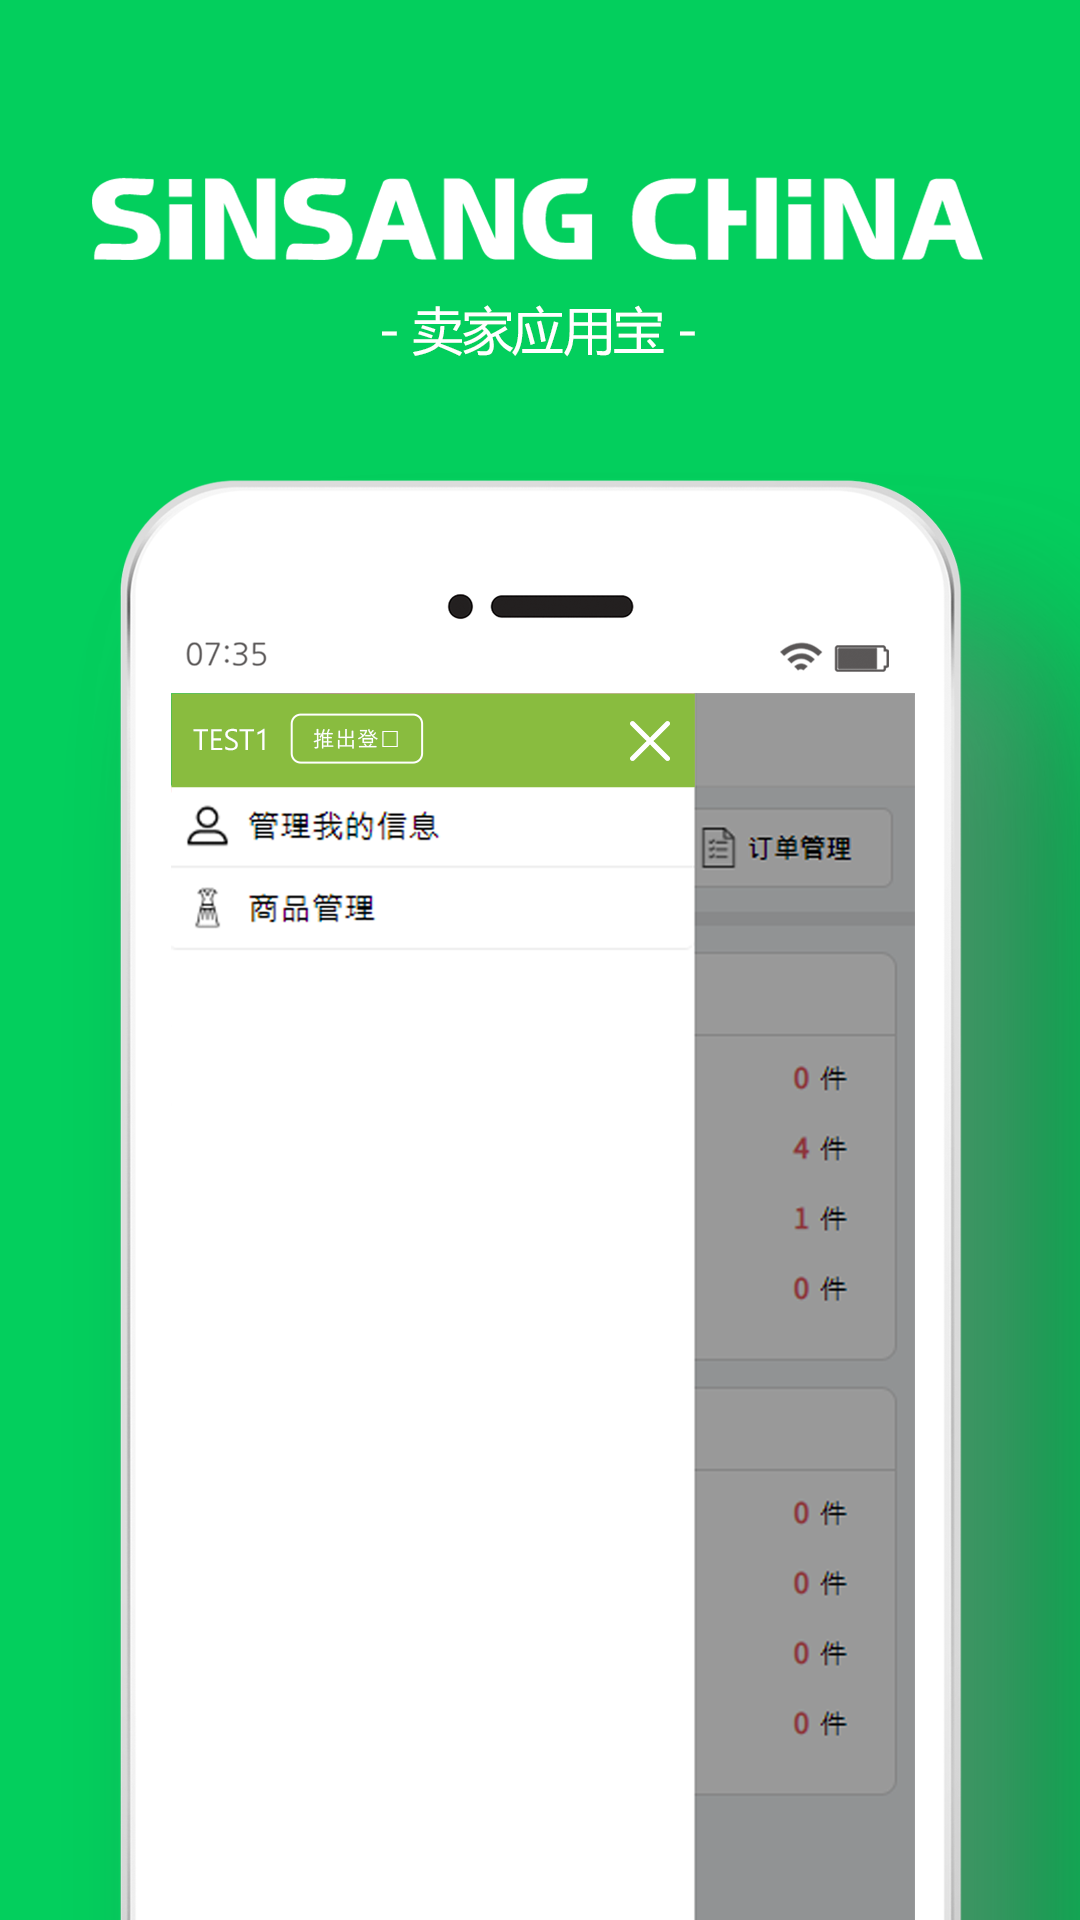 SiNSANG CHiNA
- 卖家应用宝 -
07:35
TEST1 推出登□
管理我的信息
商品管理
订单管理
0 件
4 件
1 件
0 件
0 件
0 件
0 件
0 件